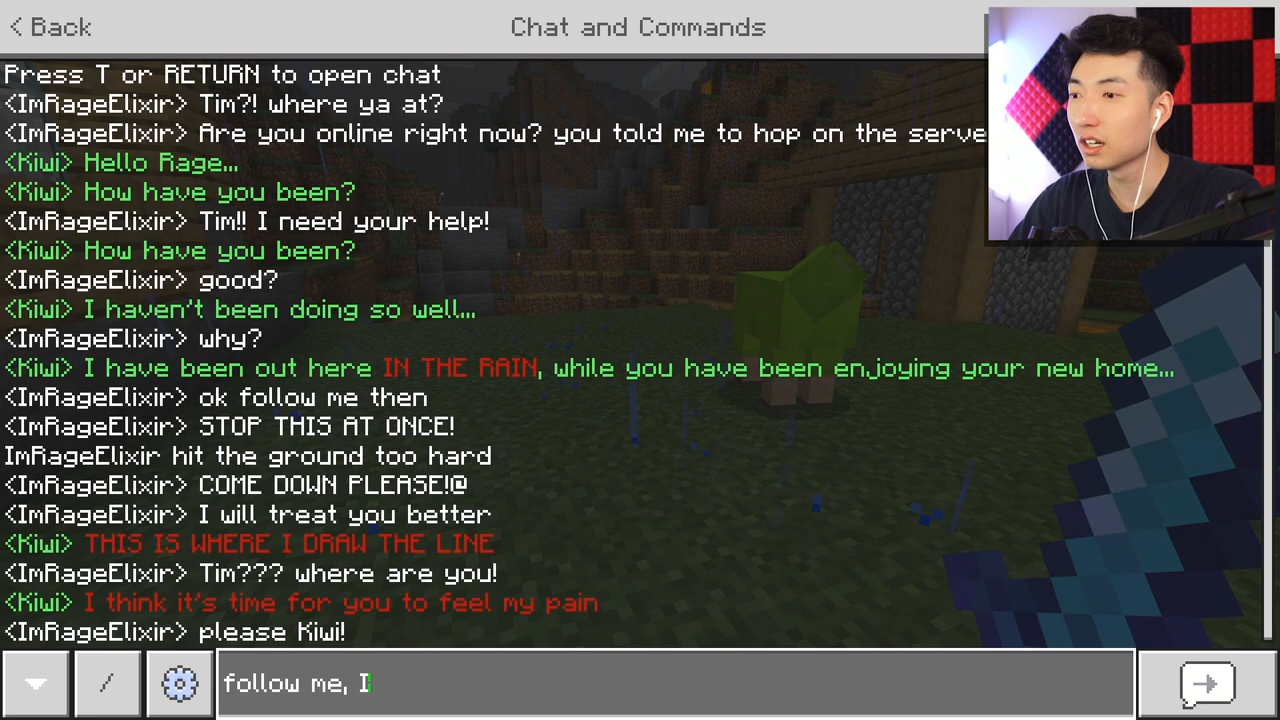 < Back
Chat and Commands
Press T or RETURN to open chat
<ImRageElixir> Tim?! where ya at?
<ImRageElixir> Are you online right now? you told me to hop on the serve
<Kiwi> Hello Rage...
<Kiwi> How have you been?
<ImRageElixir> Tim!! I need your help!
<Kiwi> How have you been?
<ImRageElixir> good?
<Kiwi> I haven't been doing so well...
<ImRageElixir> why?
<Kiwi> I have been out here IN THE RAIN, while you have been enjoying your new home...
<ImRageElixir> ok follow me then
<ImRageElixir> STOP THIS AT ONCE!
ImRageElixir hit the ground too hard
<ImRageElixir> COME DOWN PLEASE!@
<ImRageElixir> I will treat you better
<Kiwi> THIS IS WHERE I DRAW THE LINE
<ImRageElixir> Tim??? where are you!
<Kiwi> I think it's time for you to feel my pain
<ImRageElixir> please Kiwi!
/
follow me, I